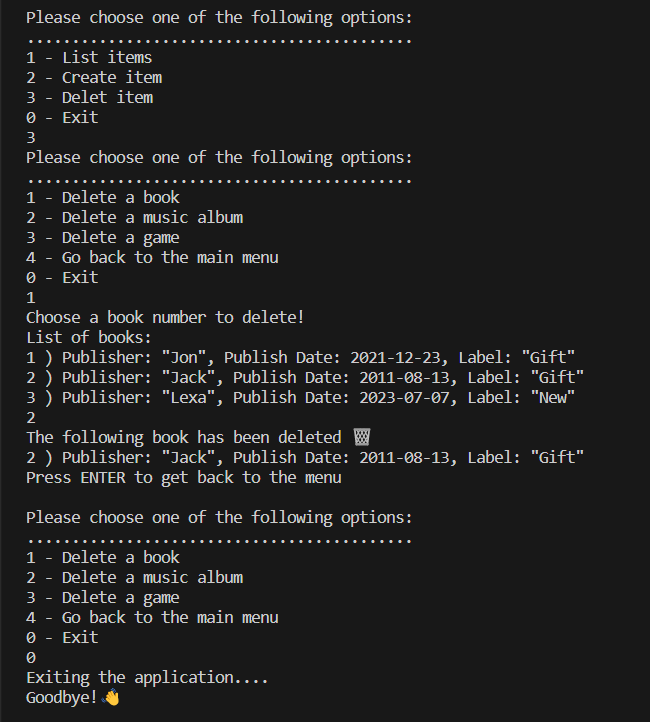 Please choose one of the following options:
...........................................
1 - List items
2 - Create item
3 - Delet item
0 - Exit
3
Please choose one of the following options:
...........................................
1 - Delete a book
2 - Delete a music album
3 - Delete a game
4 - Go back to the main menu
0 - Exit
1
Choose a book number to delete!
List of books:
1 ) Publisher: "Jon", Publish Date: 2021-12-23, Label: "Gift"
2 ) Publisher: "Jack", Publish Date: 2011-08-13, Label: "Gift"
3 ) Publisher: "Lexa", Publish Date: 2023-07-07, Label: "New"
2
The following book has been deleted 🗑️
2 ) Publisher: "Jack", Publish Date: 2011-08-13, Label: "Gift"
Press ENTER to get back to the menu
Please choose one of the following options:
...........................................
1 - Delete a book
2 - Delete a music album
3 - Delete a game
4 - Go back to the main menu
0 - Exit
0
Exiting the application....
Goodbye!👋